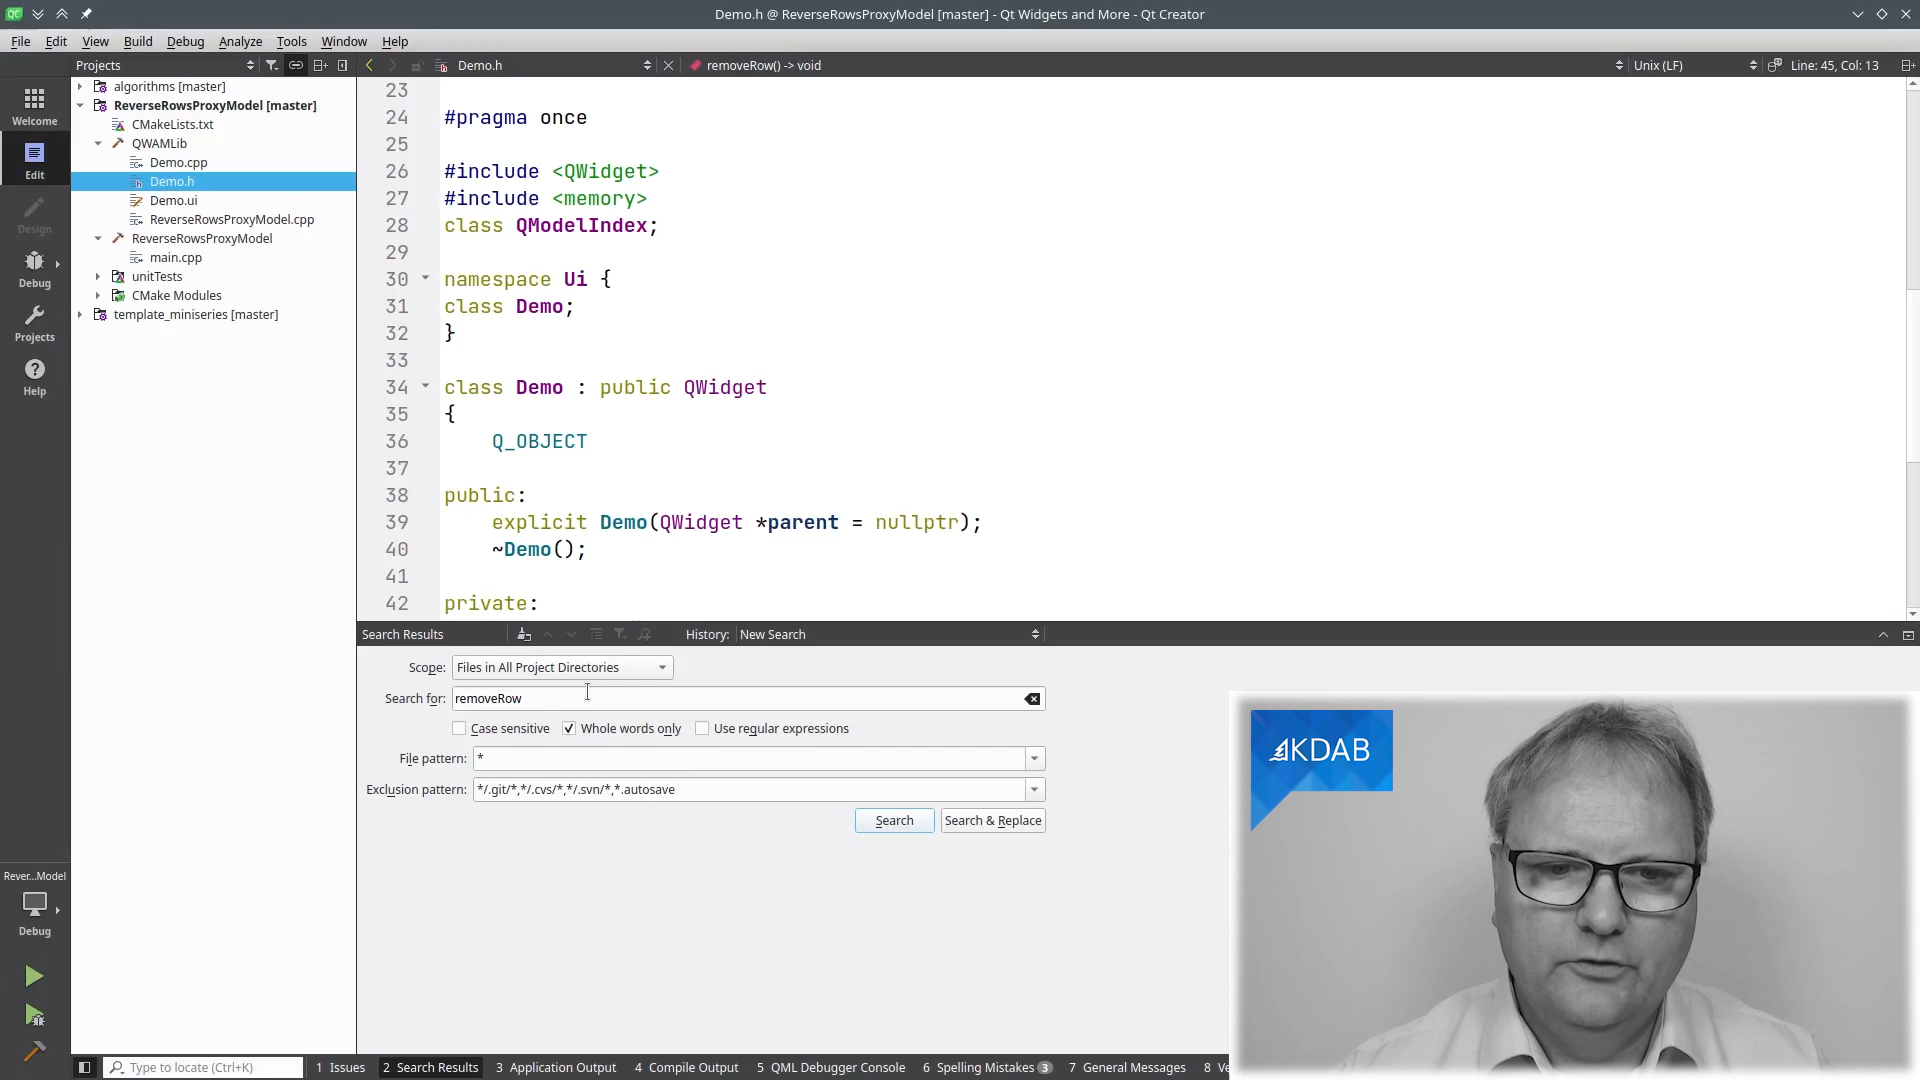 Demo.h @ ReverseRowsProxyModel [master] - Qt Widgets and More - Qt Creator
File Edit View Build Debug Analyze Tools Window Help
Projects Demo.h removeRow() -> void Unix (LF) Line: 45, Col: 13
Welcome
Edit
Design
Debug
Projects
Help
algorithms [master]
ReverseRowsProxyModel [master]
CMakeLists.txt
QWAMLib
Demo.cpp
Demo.h
Demo.ui
ReverseRowsProxyModel.cpp
ReverseRowsProxyModel
main.cpp
unitTests
CMake Modules
template_miniseries [master]
23
24 #pragma once
25
26 #include <QWidget>
27 #include <memory>
28 class QModelIndex;
29
30 namespace Ui {
31 class Demo;
32 }
33
34 class Demo : public QWidget
35 {
36 Q_OBJECT
37
38 public:
39 explicit Demo(QWidget *parent = nullptr);
40 ~Demo();
41
42 private:
Search Results History: New Search
Scope: Files in All Project Directories
Search for: removeRow
Case sensitive Whole words only Use regular expressions
File pattern: *
Exclusion pattern: */.git/*,*/.cvs/*,*/.svn/*,*.autosave
Search Search & Replace
KDAB
Rever...Model
Debug
Type to locate (Ctrl+K) 1 Issues 2 Search Results 3 Application Output 4 Compile Output 5 QML Debugger Console 6 Spelling Mistakes 3 7 General Messages 8